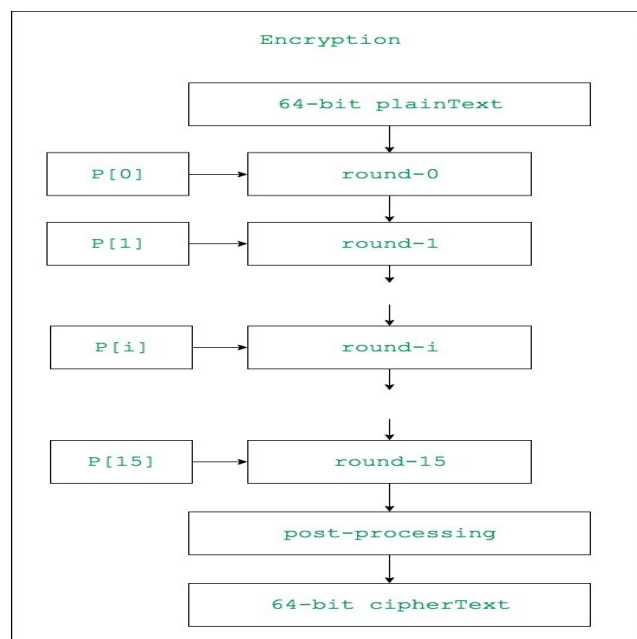 Encryption
64-bit plainText
P[0] round-0
P[1] round-1
P[i] round-i
P[15] round-15
post-processing
64-bit cipherText